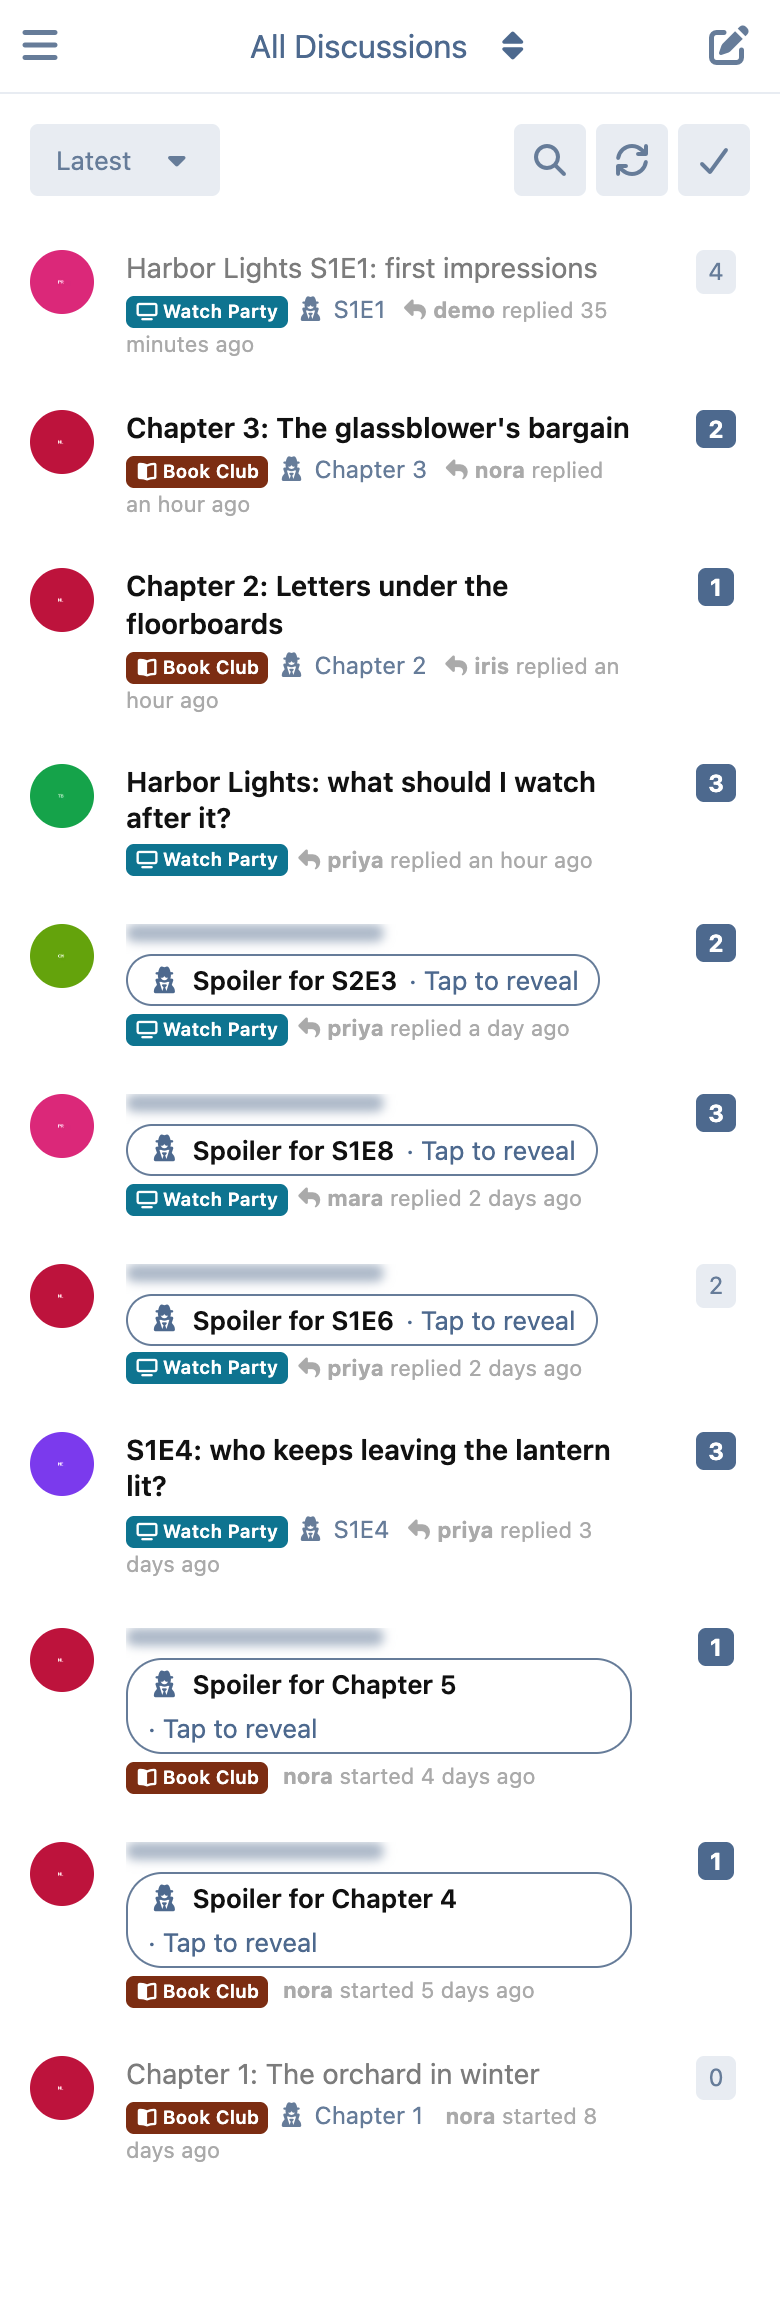 All Discussions
Latest
Harbor Lights S1E1: first impressions
4
Watch Party S1E1 demo replied 35
minutes ago
Chapter 3: The glassblower's bargain
2
Book Club Chapter 3 nora replied
an hour ago
Chapter 2: Letters under the
floorboards
1
Book Club Chapter 2 iris replied an
hour ago
Harbor Lights: what should I watch
after it?
3
Watch Party priya replied an hour ago
2
Spoiler for S2E3 · Tap to reveal
Watch Party priya replied a day ago
3
Spoiler for S1E8 · Tap to reveal
Watch Party mara replied 2 days ago
2
Spoiler for S1E6 · Tap to reveal
Watch Party priya replied 2 days ago
S1E4: who keeps leaving the lantern
lit?
3
Watch Party S1E4 priya replied 3
days ago
1
Spoiler for Chapter 5
· Tap to reveal
Book Club nora started 4 days ago
1
Spoiler for Chapter 4
· Tap to reveal
Book Club nora started 5 days ago
Chapter 1: The orchard in winter
0
Book Club Chapter 1 nora started 8
days ago